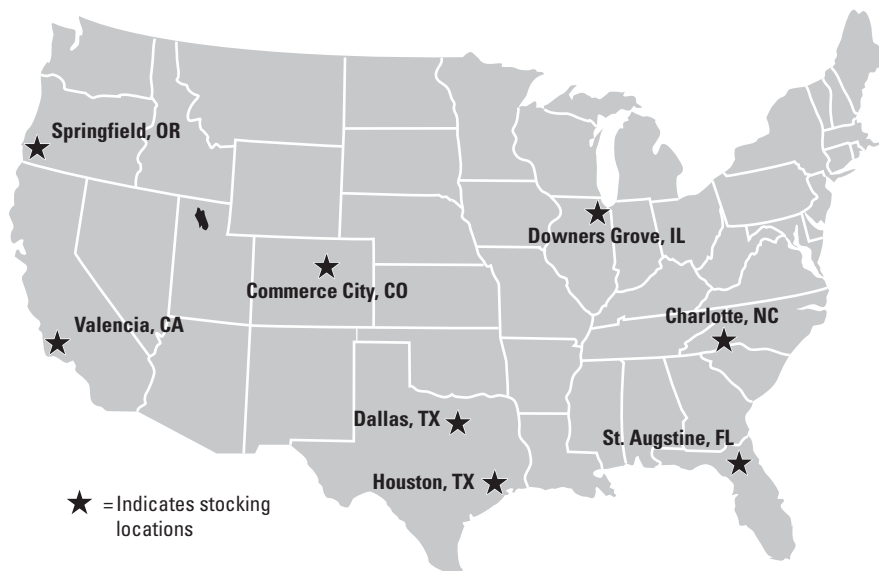 Springfield, OR
Downers Grove, IL
Commerce City, CO
Valencia, CA
Charlotte, NC
Dallas, TX
St. Augstine, FL
Houston, TX
= Indicates stocking
locations